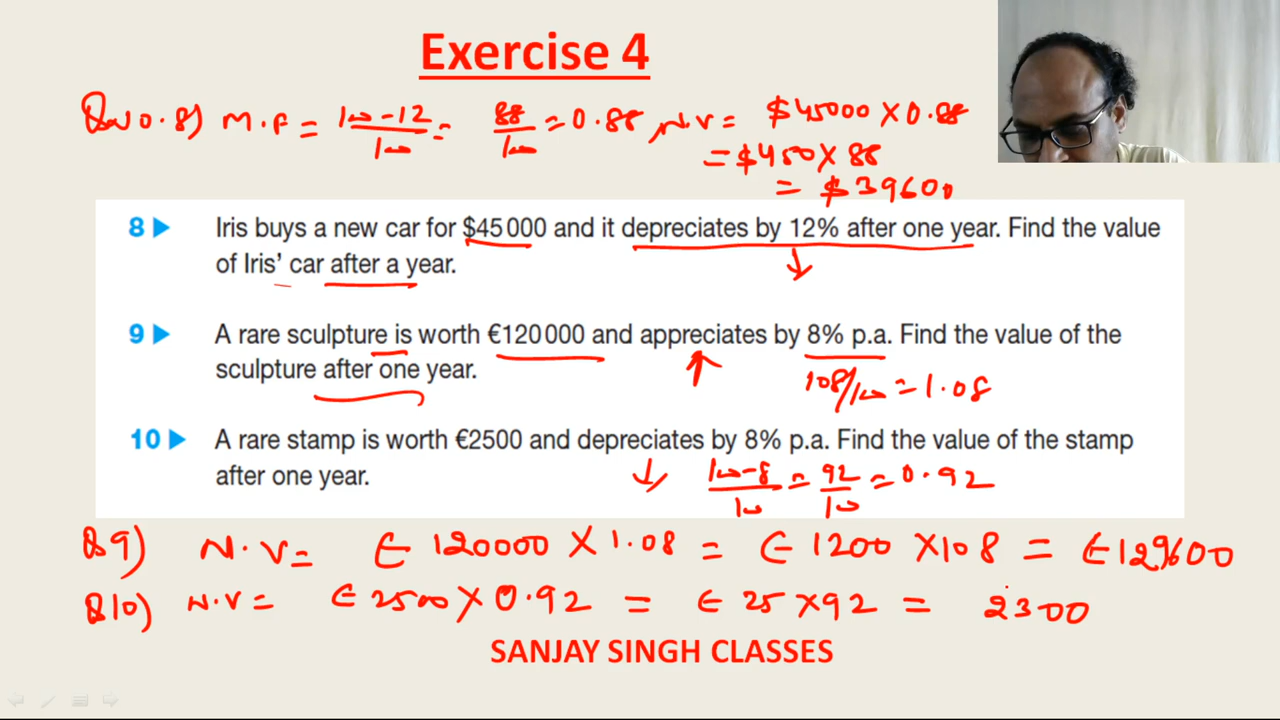 Exercise 4
Q.No.8) M.F = 100-12/100 = 88/100 = 0.88, N.V = $45000 X 0.88
= $450 X 88
= $39600
8 ▶ Iris buys a new car for $45 000 and it depreciates by 12% after one year. Find the value
of Iris' car after a year.
9 ▶ A rare sculpture is worth €120 000 and appreciates by 8% p.a. Find the value of the
sculpture after one year.
108/100 = 1.08
10 ▶ A rare stamp is worth €2500 and depreciates by 8% p.a. Find the value of the stamp
after one year.
100-8/100 = 92/100 = 0.92
Q9) N.V = € 120000 X 1.08 = € 1200 X 108 = € 129600
Q10) N.V = € 2500 X 0.92 = € 25 X 92 = 2300
SANJAY SINGH CLASSES